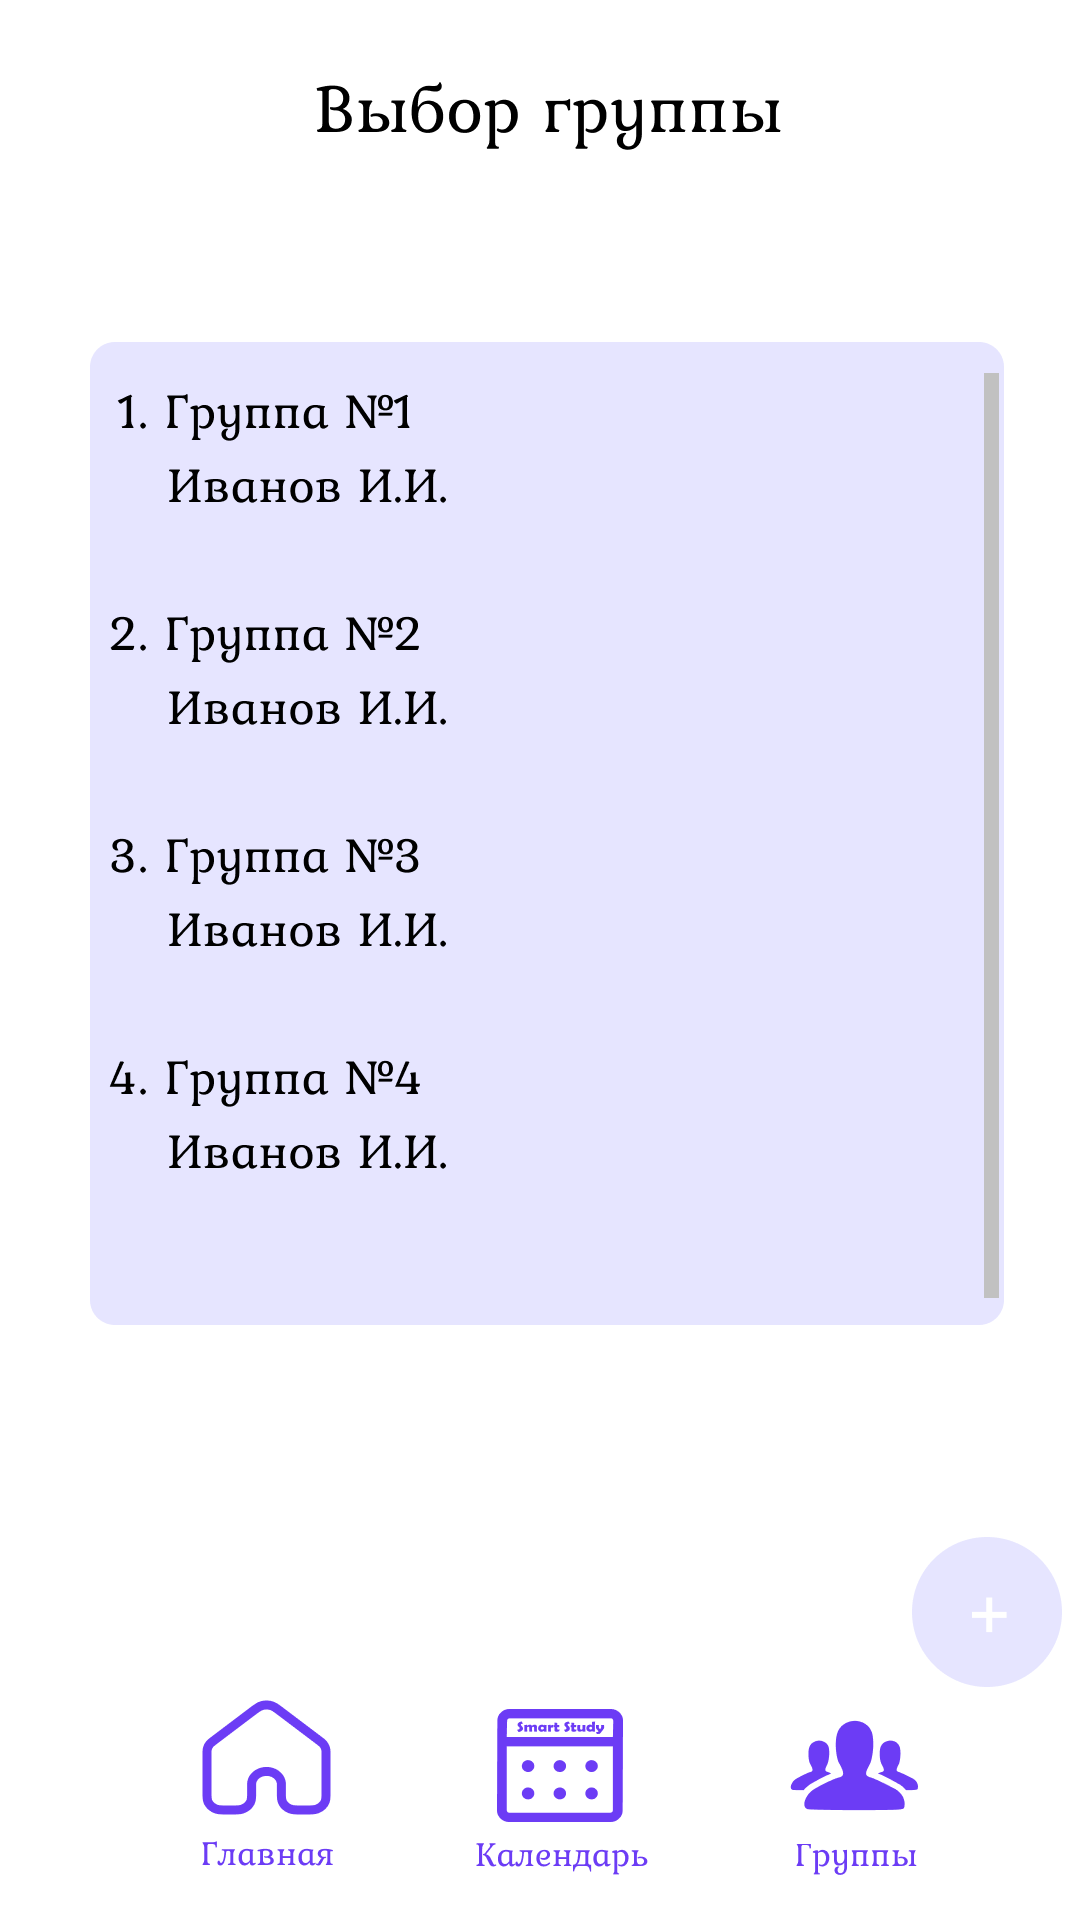 Выбор группы
1. Группа №1
Иванов И.И.
2. Группа №2
Иванов И.И.
3. Группа №3
Иванов И.И.
4. Группа №4
Иванов И.И.
+
Smart Study
Главная Календарь Группы